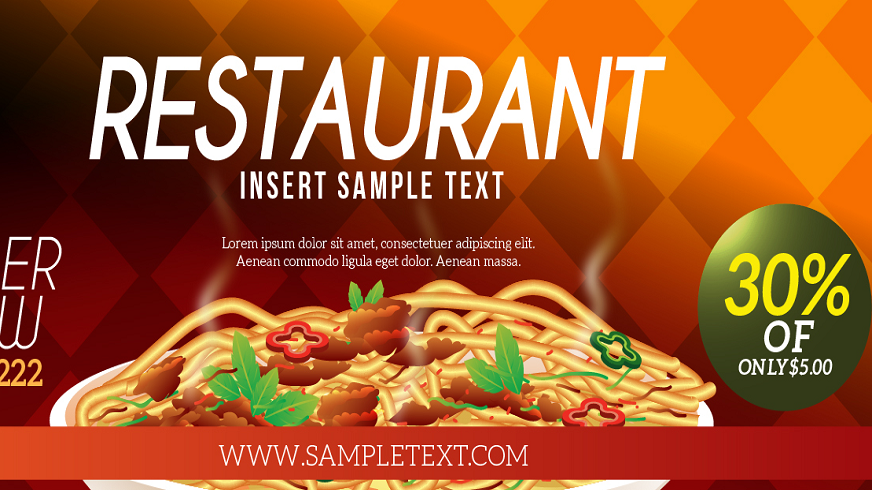 RESTAURANT
INSERT SAMPLE TEXT
Lorem ipsum dolor sit amet, consectetuer adipiscing elit.
Aenean commodo ligula eget dolor. Aenean massa.
ER
W
222
30%
OF
ONLY $5.00
WWW.SAMPLETEXT.COM